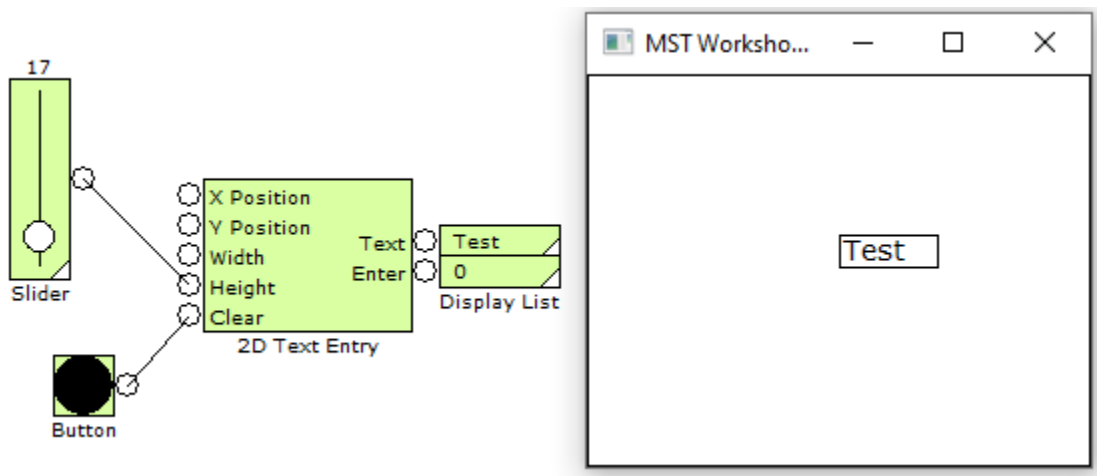 17
Slider
Button
X Position
Y Position
Width
Height
Clear
Text
Enter
2D Text Entry
Test
0
Display List
MST Worksho...
Test